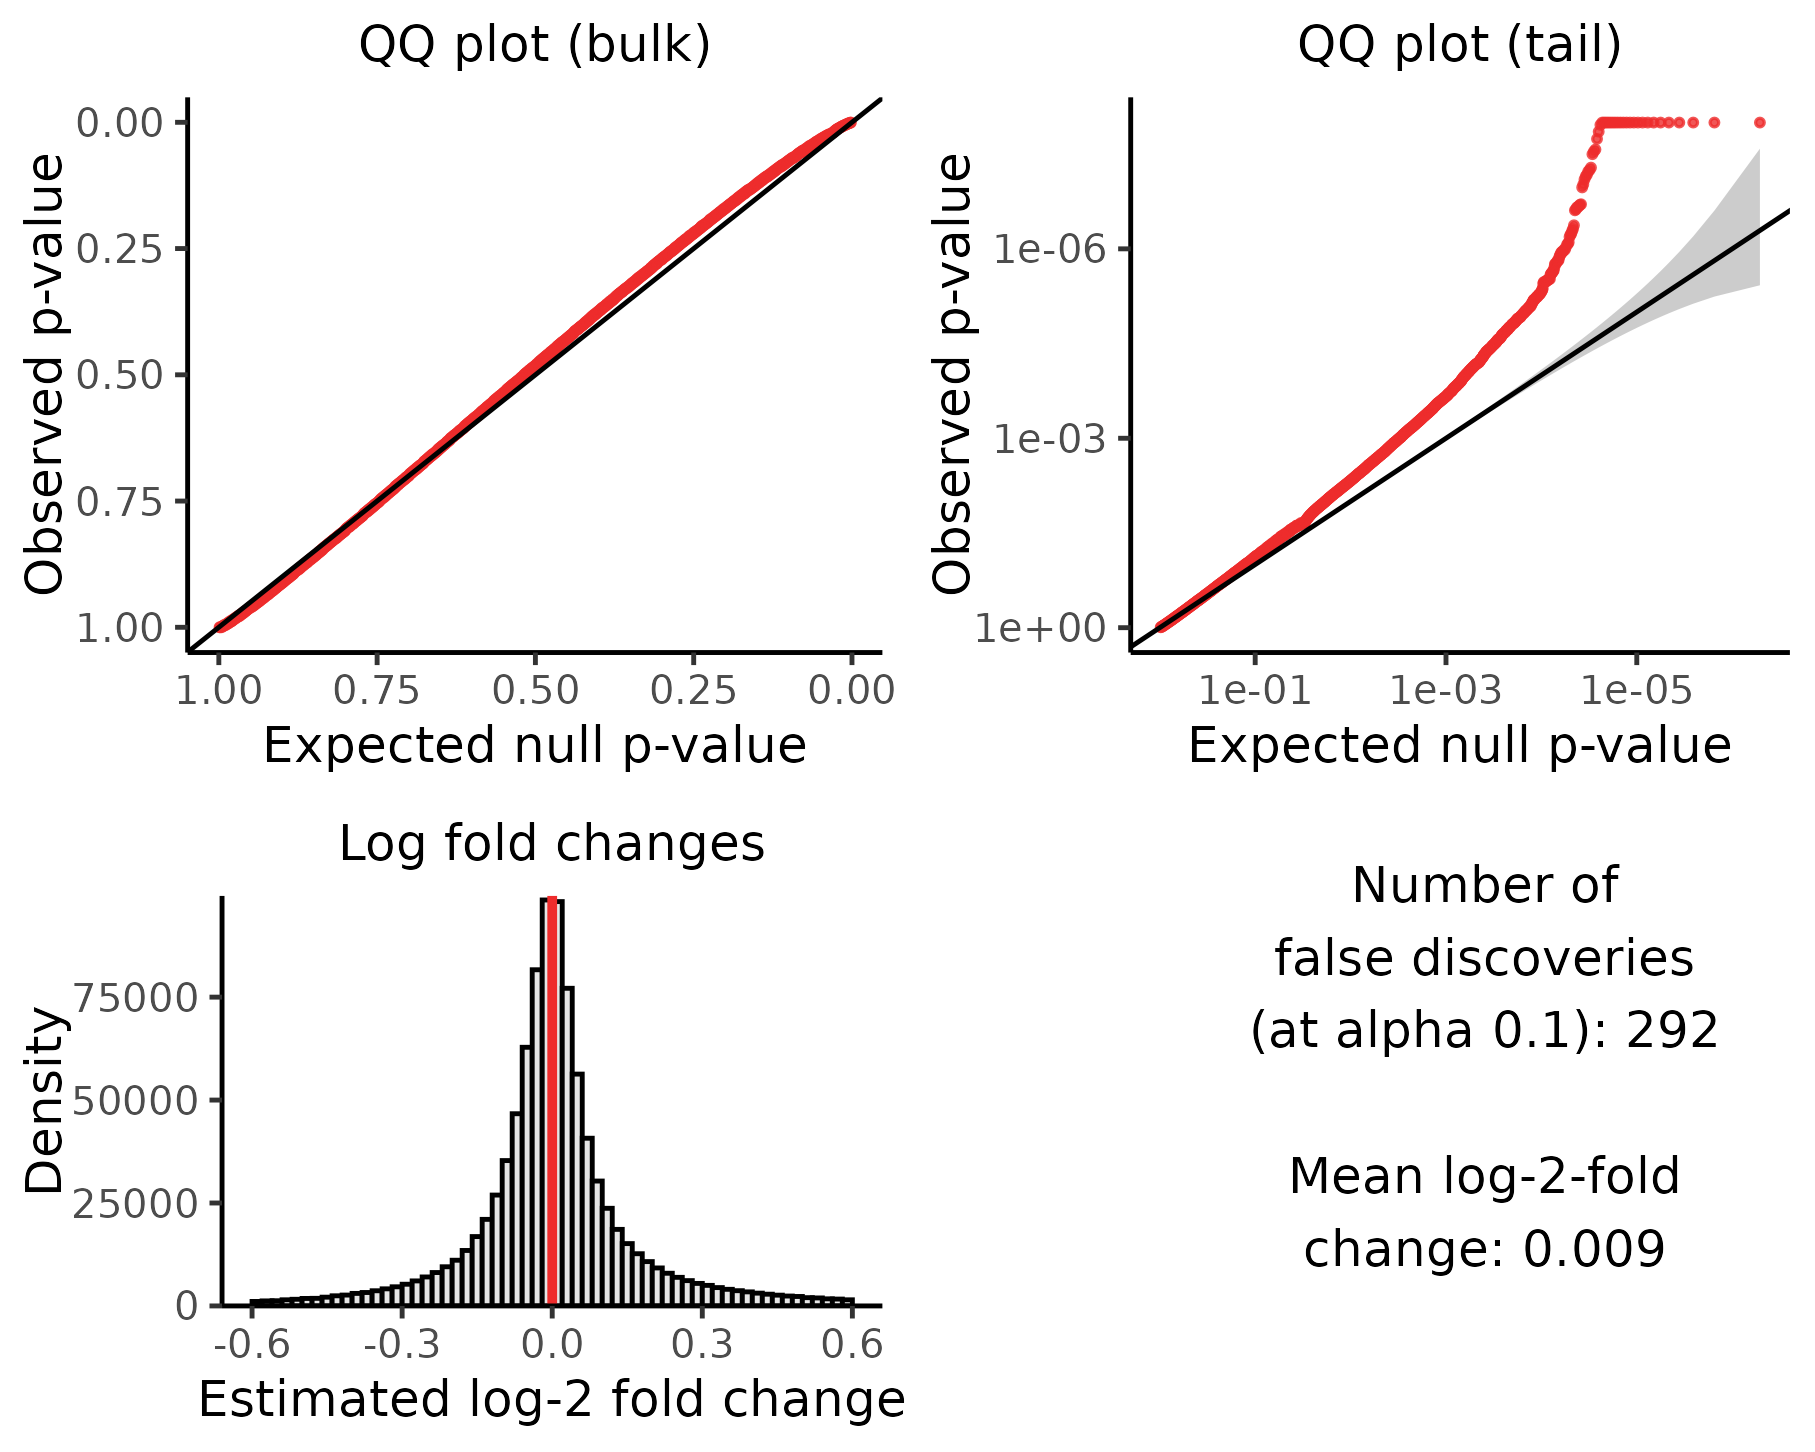 QQ plot (bulk)
Observed p-value
0.00
0.25
0.50
0.75
1.00
1.00 0.75 0.50 0.25 0.00
Expected null p-value
QQ plot (tail)
Observed p-value
1e-06
1e-03
1e+00
1e-01 1e-03 1e-05
Expected null p-value
Log fold changes
Density
75000
50000
25000
0
-0.6 -0.3 0.0 0.3 0.6
Estimated log-2 fold change
Number of
false discoveries
(at alpha 0.1): 292
Mean log-2-fold
change: 0.009